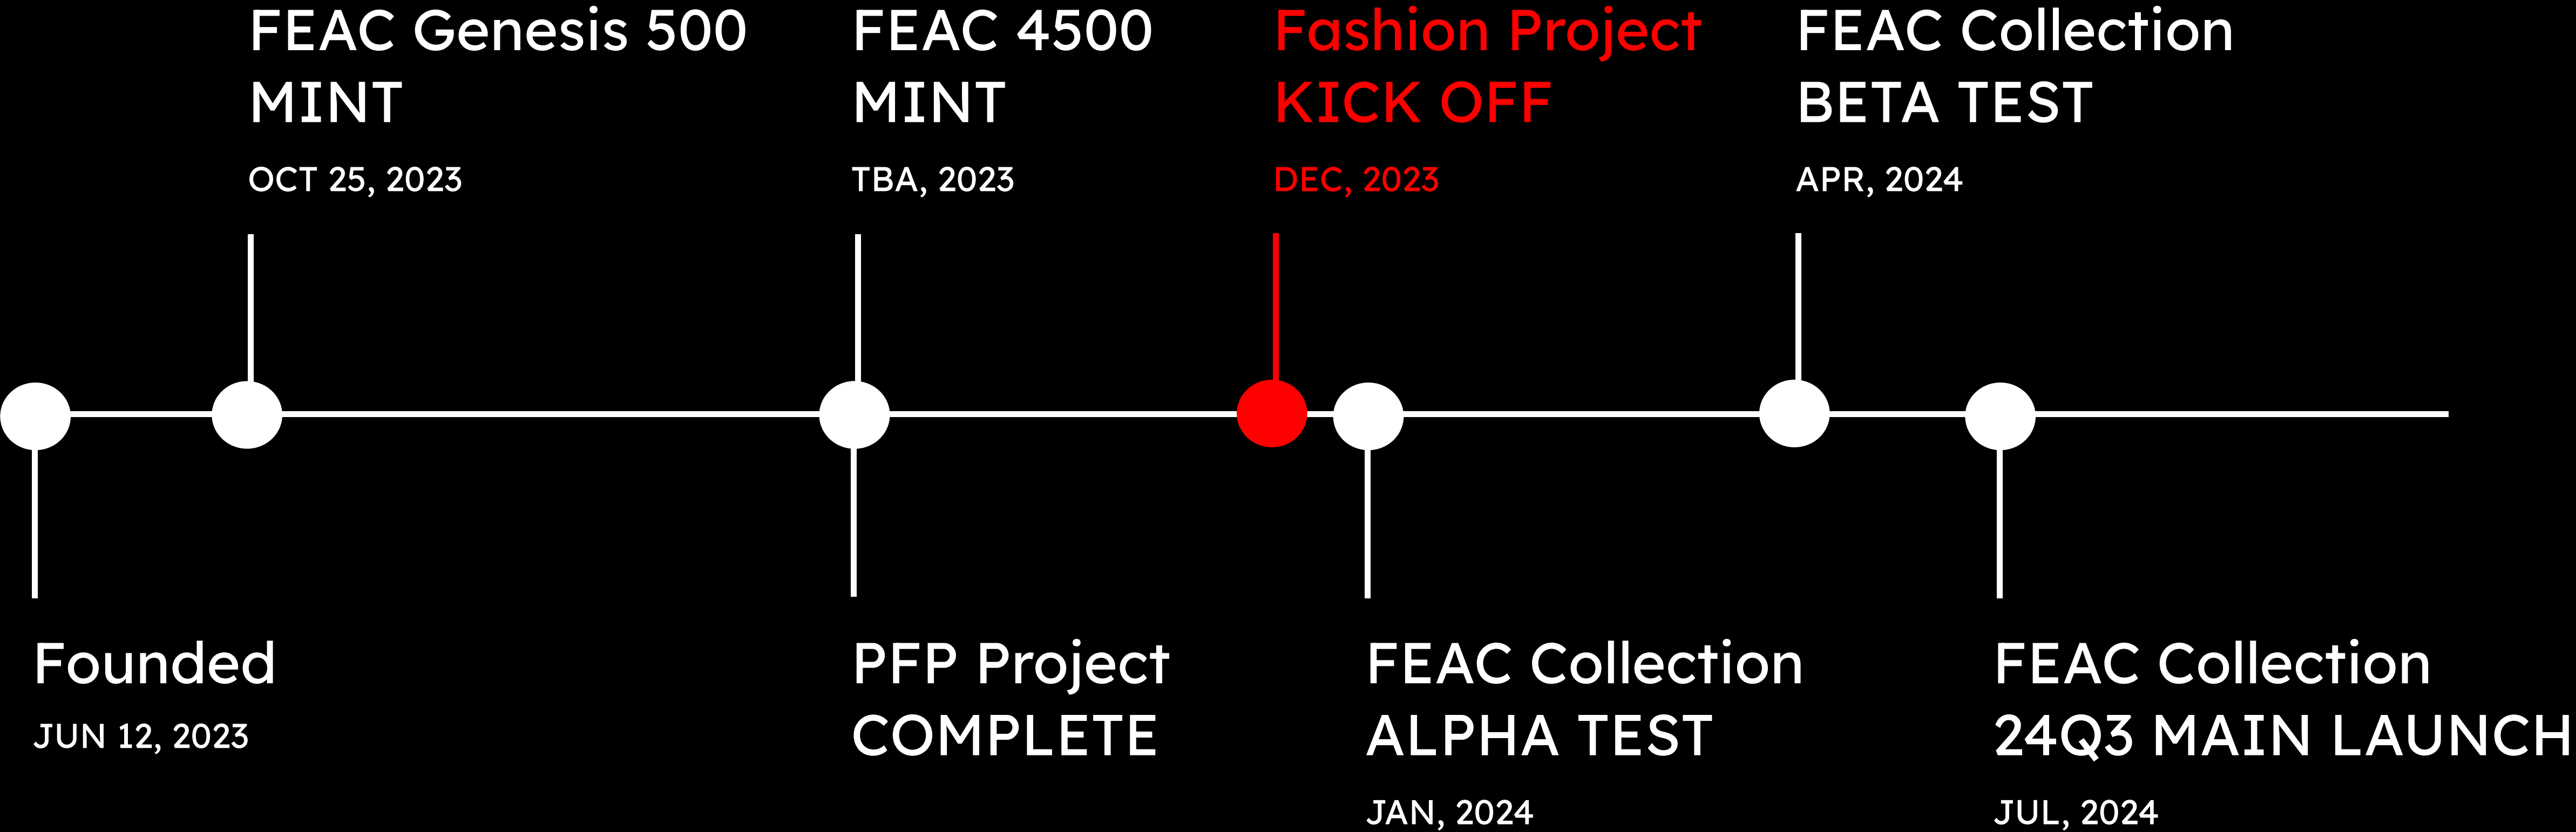 FEAC Genesis 500
MINT
OCT 25, 2023
FEAC 4500
MINT
TBA, 2023
Fashion Project
KICK OFF
DEC, 2023
FEAC Collection
BETA TEST
APR, 2024
Founded
JUN 12, 2023
PFP Project
COMPLETE
FEAC Collection
ALPHA TEST
JAN, 2024
FEAC Collection
24Q3 MAIN LAUNCH
JUL, 2024